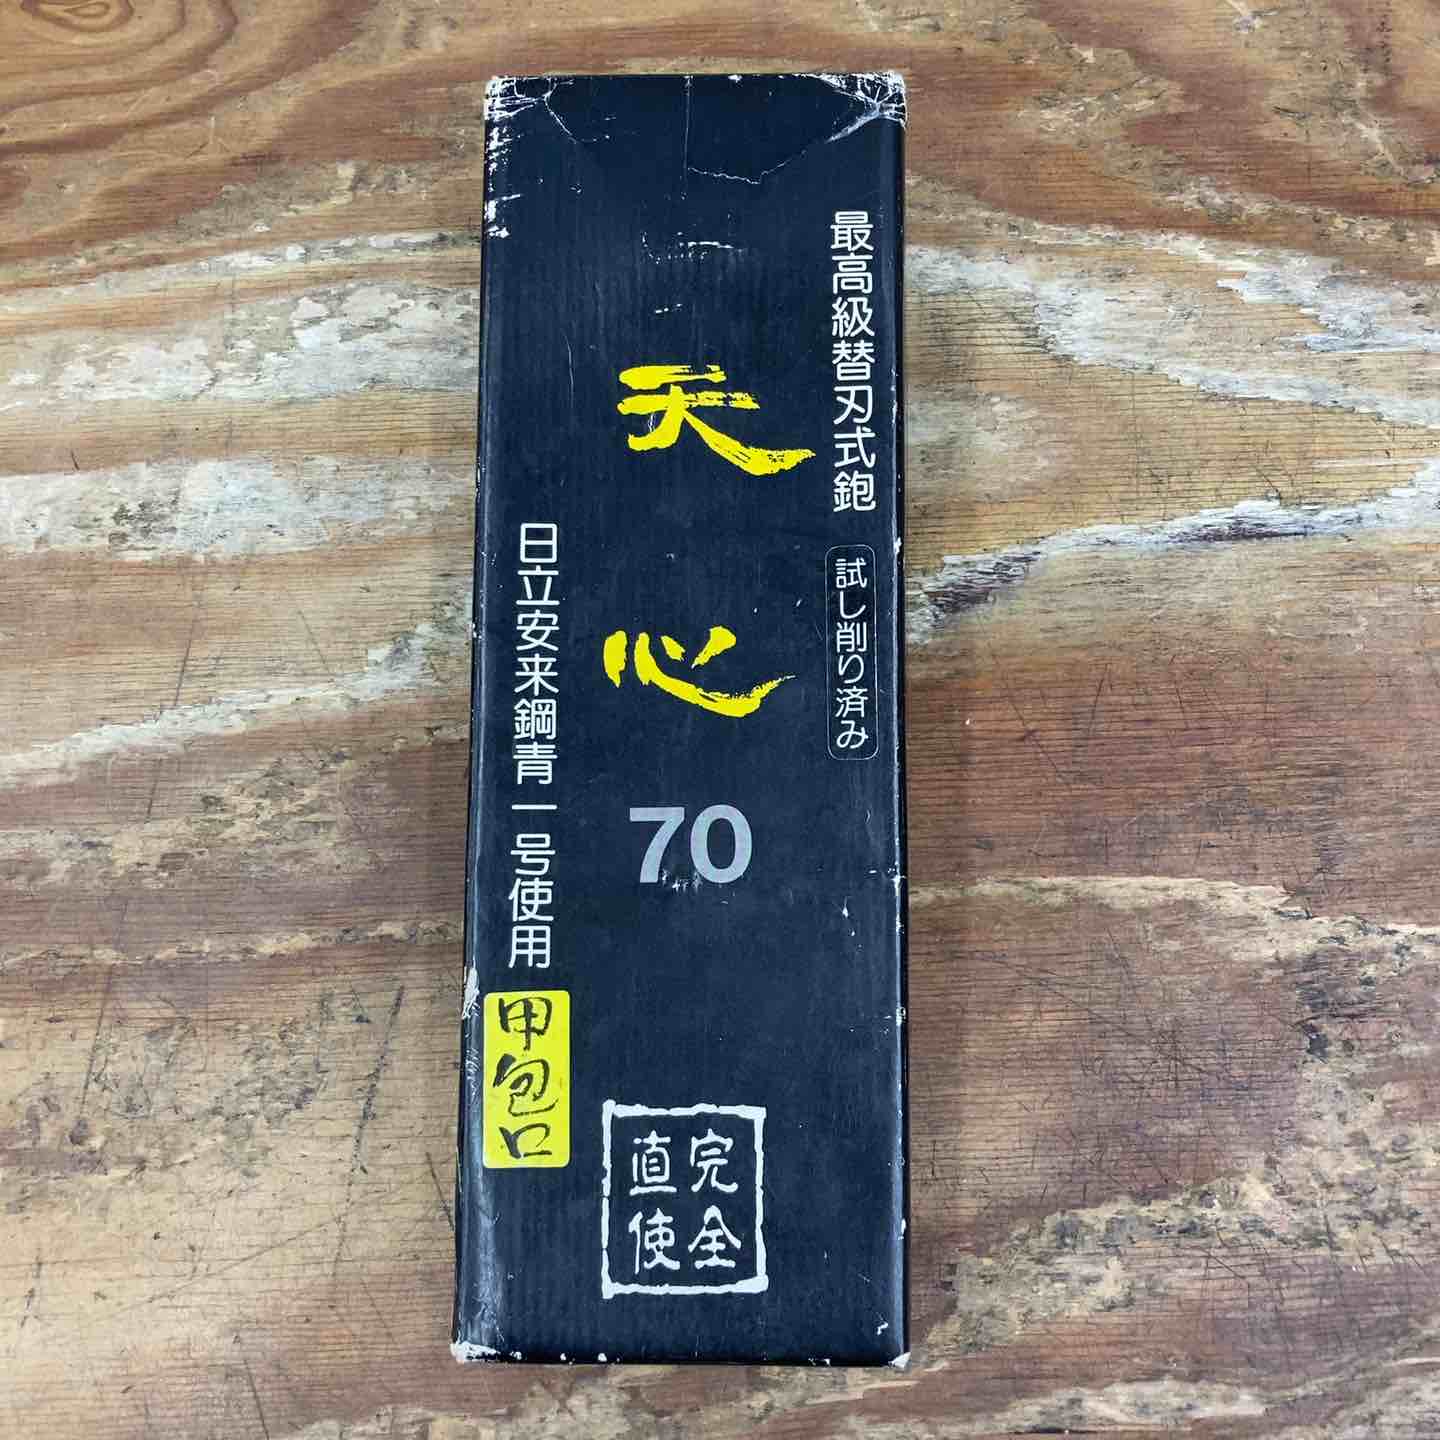 最高級替刃式鉋
試し削り済み
天心
70
日立安来鋼青一号使用
甲包口
完全
直使